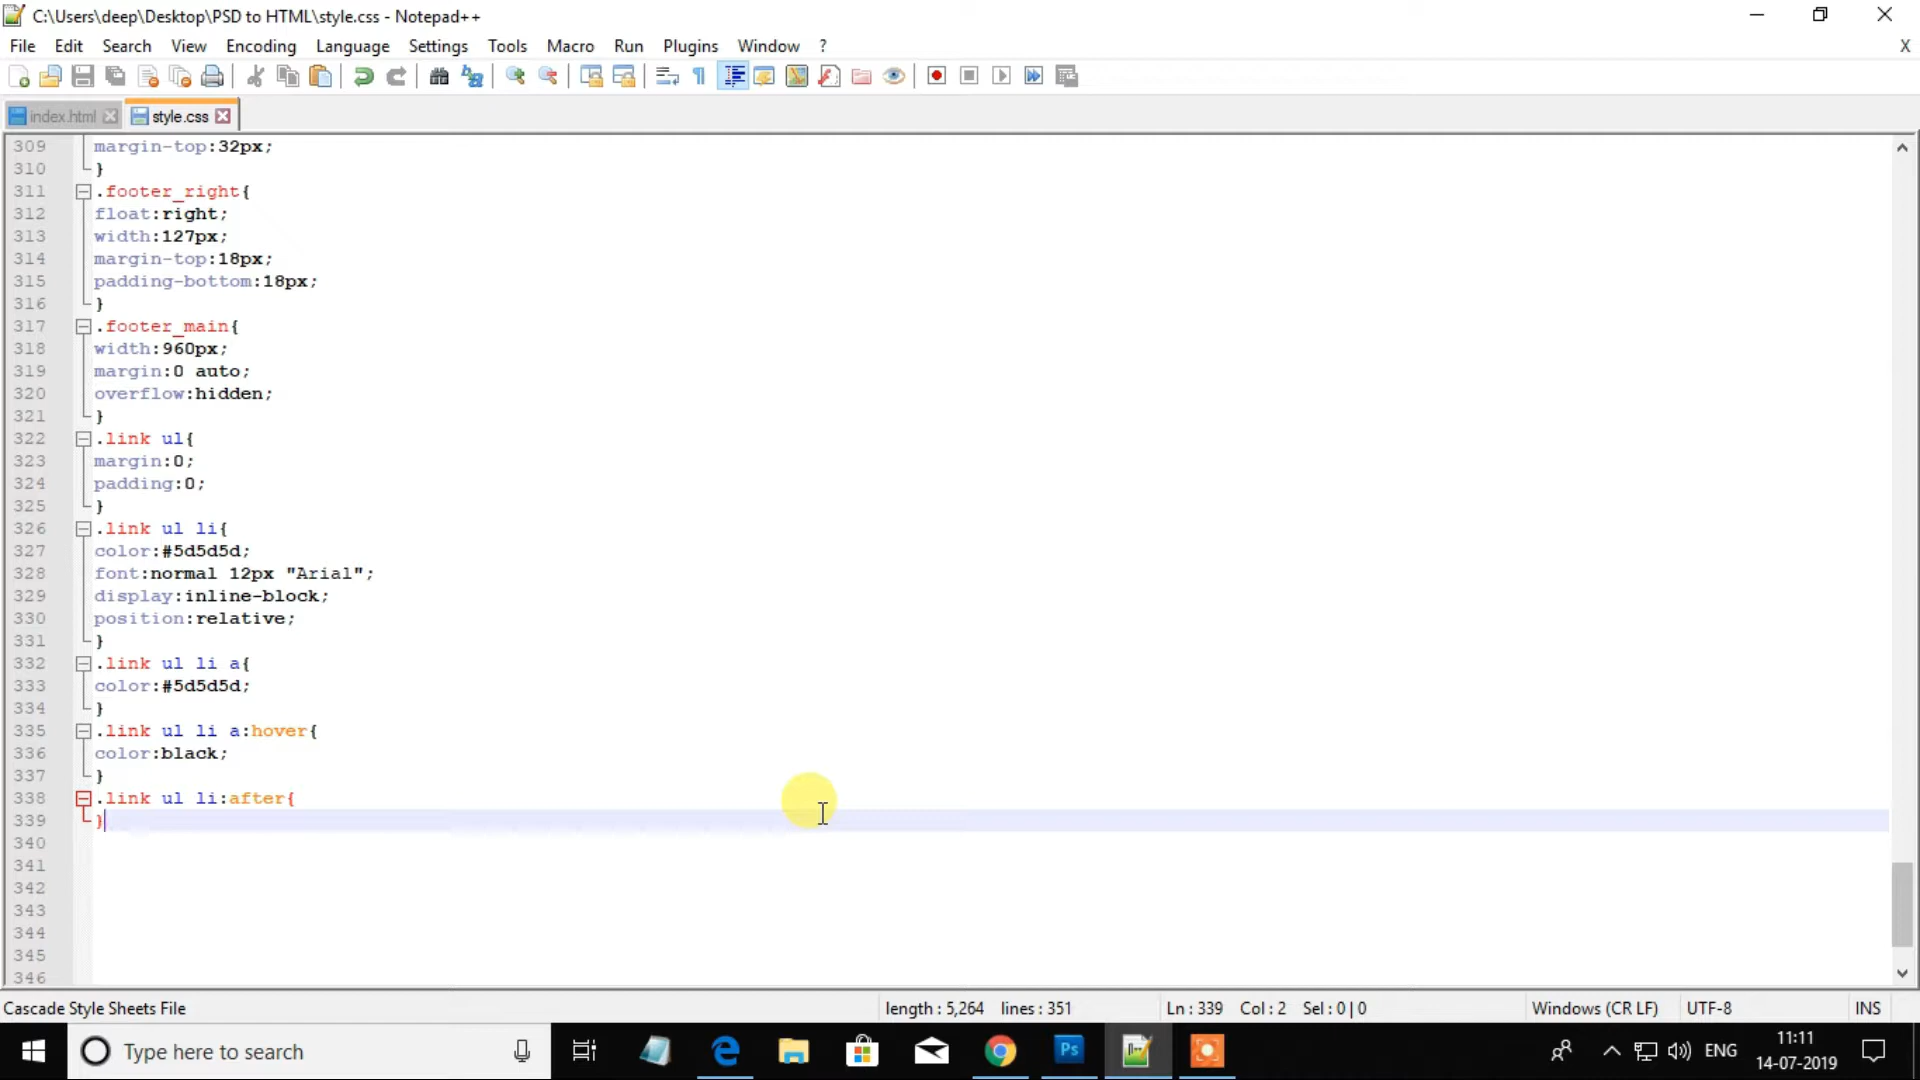 C:\Users\deep\Desktop\PSD to HTML\style.css - Notepad++
File Edit Search View Encoding Language Settings Tools Macro Run Plugins Window ? X
index.html style.css
309 margin-top:32px;
310 }
311 .footer_right{
312 float:right;
313 width:127px;
314 margin-top:18px;
315 padding-bottom:18px;
316 }
317 .footer_main{
318 width:960px;
319 margin:0 auto;
320 overflow:hidden;
321 }
322 .link ul{
323 margin:0;
324 padding:0;
325 }
326 .link ul li{
327 color:#5d5d5d;
328 font:normal 12px "Arial";
329 display:inline-block;
330 position:relative;
331 }
332 .link ul li a{
333 color:#5d5d5d;
334 }
335 .link ul li a:hover{
336 color:black;
337 }
338 .link ul li:after{
339 }
340
341
342
343
344
345
346
Cascade Style Sheets File length : 5,264 lines : 351 Ln : 339 Col : 2 Sel : 0 | 0 Windows (CR LF) UTF-8 INS
Type here to search Ps ENG 11:11
14-07-2019